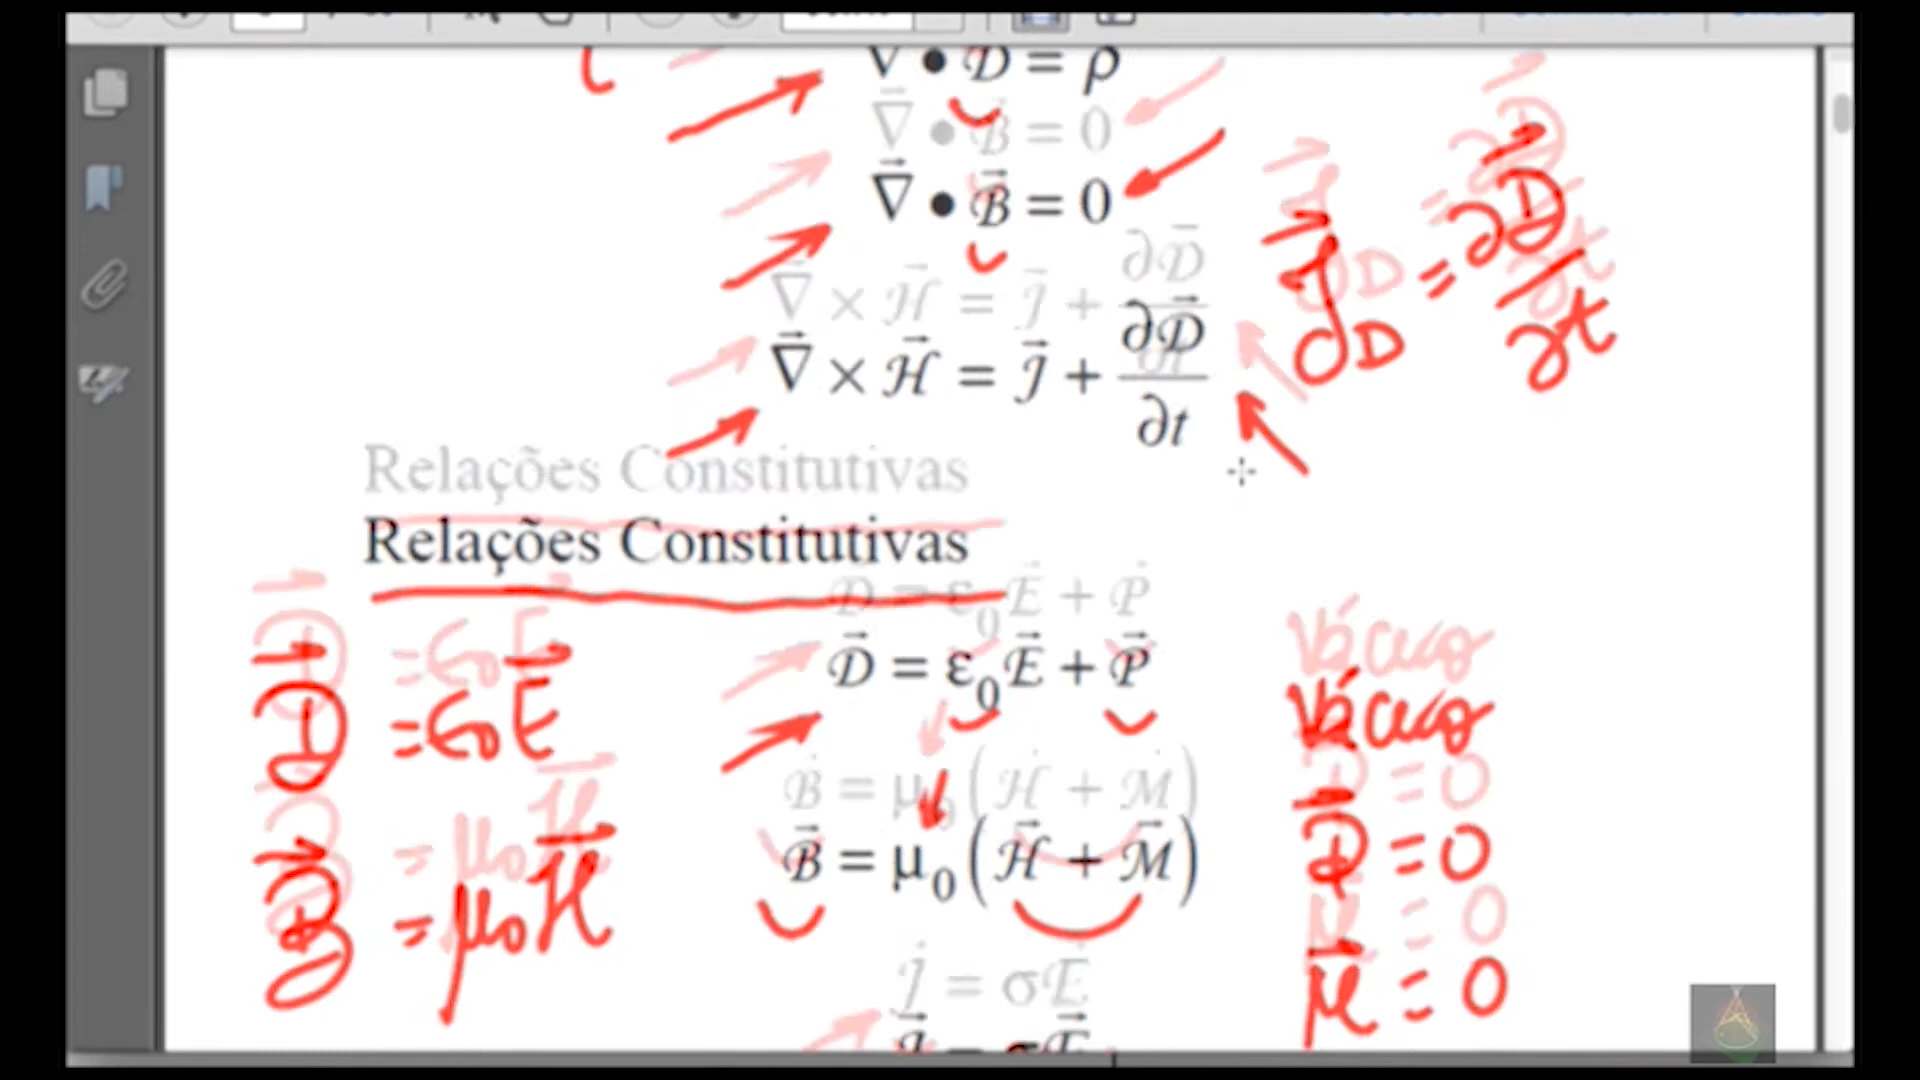 ∇ • D = ρ
∇ • B = 0
∇ × H = J + ∂D/∂t
J_D = ∂D/∂t
Relações Constitutivas
D = ε₀E + P
D = ε₀E
Vácuo
B = μ₀(H + M)
P = 0
B = μ₀H
M = 0
J = σE